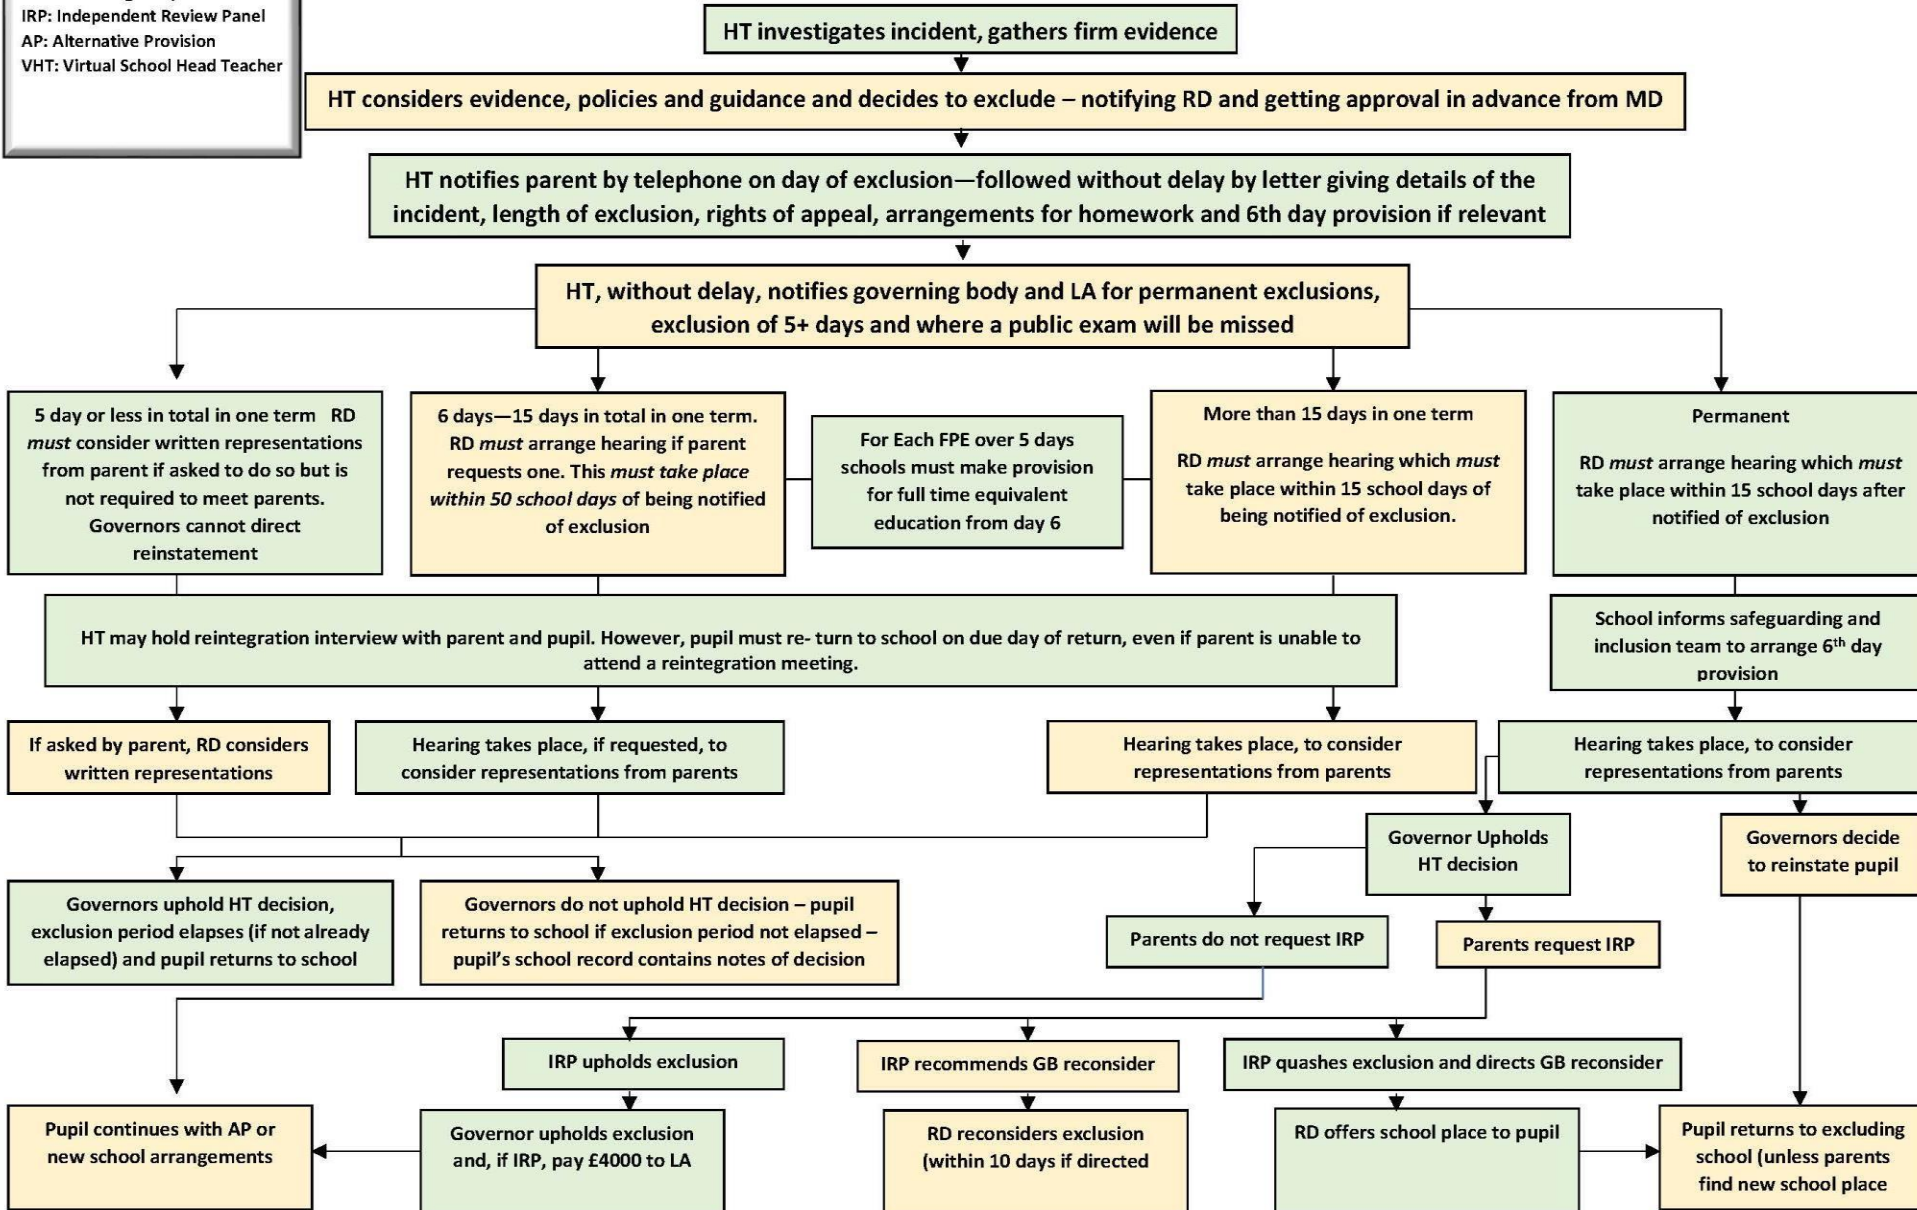 IRP: Independent Review Panel
AP: Alternative Provision
VHT: Virtual School Head Teacher
HT investigates incident, gathers firm evidence
HT considers evidence, policies and guidance and decides to exclude – notifying RD and getting approval in advance from MD
HT notifies parent by telephone on day of exclusion—followed without delay by letter giving details of the
incident, length of exclusion, rights of appeal, arrangements for homework and 6th day provision if relevant
HT, without delay, notifies governing body and LA for permanent exclusions,
exclusion of 5+ days and where a public exam will be missed
5 day or less in total in one term RD
must consider written representations
from parent if asked to do so but is
not required to meet parents.
Governors cannot direct
reinstatement
6 days—15 days in total in one term.
RD must arrange hearing if parent
requests one. This must take place
within 50 school days of being notified
of exclusion
For Each FPE over 5 days
schools must make provision
for full time equivalent
education from day 6
More than 15 days in one term
RD must arrange hearing which must
take place within 15 school days of
being notified of exclusion.
Permanent
RD must arrange hearing which must
take place within 15 school days after
notified of exclusion
HT may hold reintegration interview with parent and pupil. However, pupil must re- turn to school on due day of return, even if parent is unable to
attend a reintegration meeting.
School informs safeguarding and
inclusion team to arrange 6th day
provision
If asked by parent, RD considers
written representations
Hearing takes place, if requested, to
consider representations from parents
Hearing takes place, to consider
representations from parents
Hearing takes place, to consider
representations from parents
Governor Upholds
HT decision
Governors decide
to reinstate pupil
Governors uphold HT decision,
exclusion period elapses (if not already
elapsed) and pupil returns to school
Governors do not uphold HT decision – pupil
returns to school if exclusion period not elapsed –
pupil's school record contains notes of decision
Parents do not request IRP
Parents request IRP
IRP upholds exclusion
IRP recommends GB reconsider
IRP quashes exclusion and directs GB reconsider
Pupil continues with AP or
new school arrangements
Governor upholds exclusion
and, if IRP, pay £4000 to LA
RD reconsiders exclusion
(within 10 days if directed
RD offers school place to pupil
Pupil returns to excluding
school (unless parents
find new school place